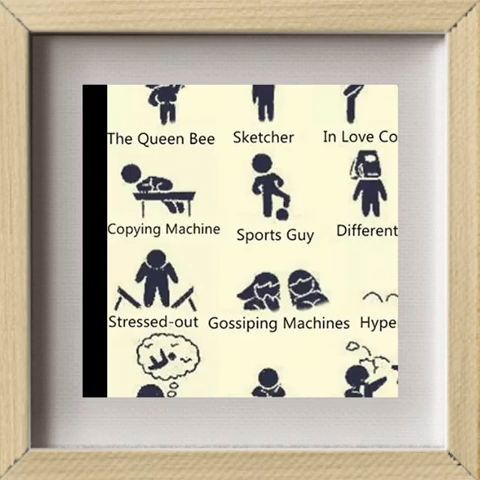 The Queen Bee Sketcher In Love Co
Copying Machine Sports Guy Different
Stressed-out Gossiping Machines Hype